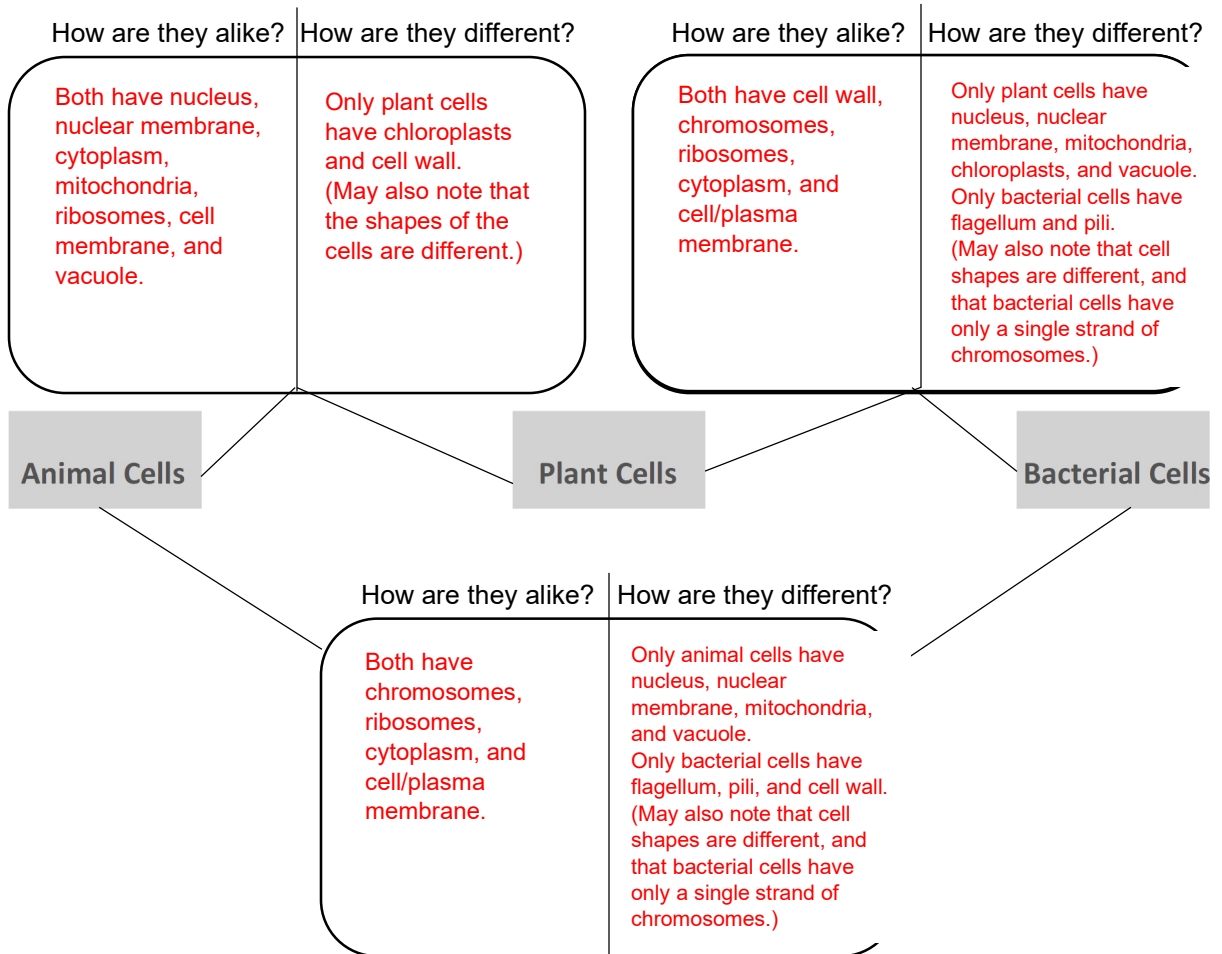 How are they alike?
How are they different?
Both have nucleus,
nuclear membrane,
cytoplasm,
mitochondria,
ribosomes, cell
membrane, and
vacuole.
Only plant cells
have chloroplasts
and cell wall.
(May also note that
the shapes of the
cells are different.)
How are they alike?
How are they different?
Both have cell wall,
chromosomes,
ribosomes,
cytoplasm, and
cell/plasma
membrane.
Only plant cells have
nucleus, nuclear
membrane, mitochondria,
chloroplasts, and vacuole.
Only bacterial cells have
flagellum and pili.
(May also note that cell
shapes are different, and
that bacterial cells have
only a single strand of
chromosomes.)
Animal Cells
Plant Cells
Bacterial Cells
How are they alike?
How are they different?
Both have
chromosomes,
ribosomes,
cytoplasm, and
cell/plasma
membrane.
Only animal cells have
nucleus, nuclear
membrane, mitochondria,
and vacuole.
Only bacterial cells have
flagellum, pili, and cell wall.
(May also note that cell
shapes are different, and
that bacterial cells have
only a single strand of
chromosomes.)